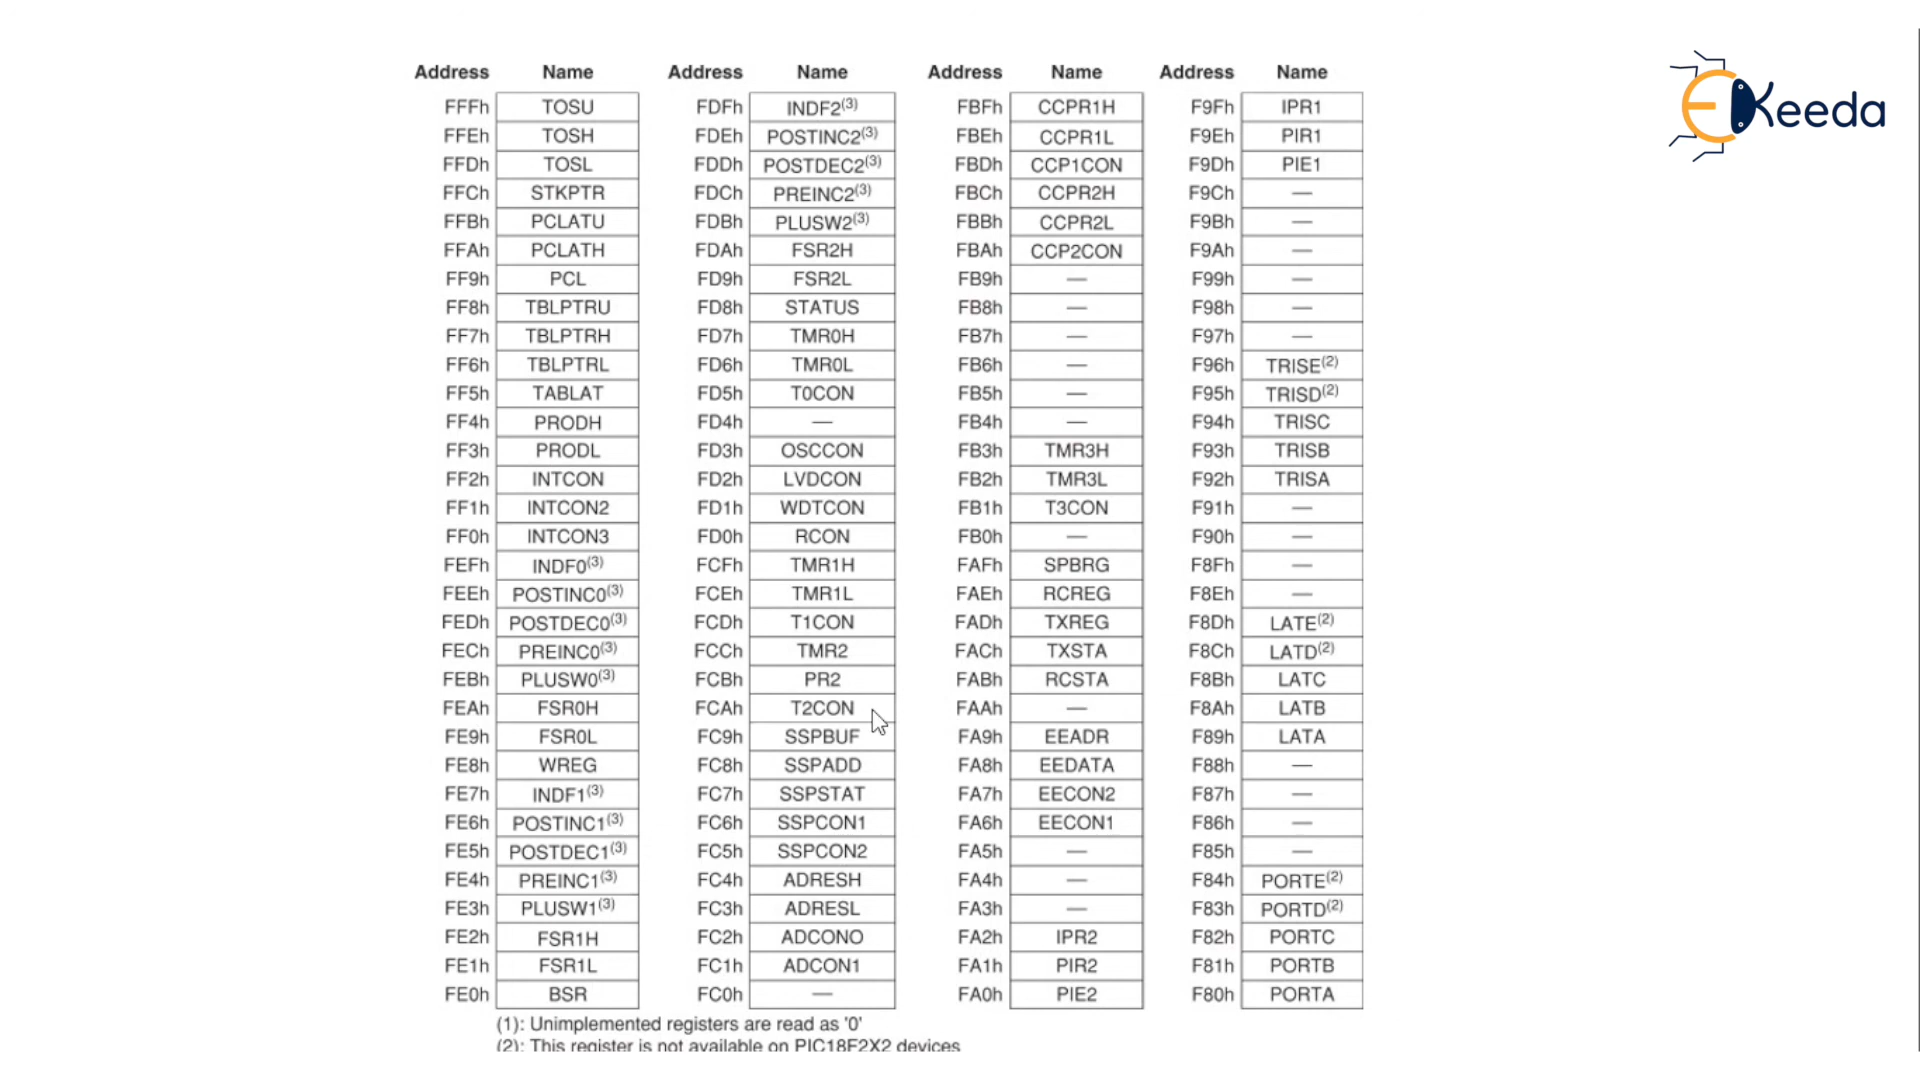 Address Name Address Name Address Name Address Name
FFFh TOSU FDFh INDF2(3) FBFh CCPR1H F9Fh IPR1
FFEh TOSH FDEh POSTINC2(3) FBEh CCPR1L F9Eh PIR1
FFDh TOSL FDDh POSTDEC2(3) FBDh CCP1CON F9Dh PIE1
FFCh STKPTR FDCh PREINC2(3) FBCh CCPR2H F9Ch —
FFBh PCLATU FDBh PLUSW2(3) FBBh CCPR2L F9Bh —
FFAh PCLATH FDAh FSR2H FBAh CCP2CON F9Ah —
FF9h PCL FD9h FSR2L FB9h — F99h —
FF8h TBLPTRU FD8h STATUS FB8h — F98h —
FF7h TBLPTRH FD7h TMR0H FB7h — F97h —
FF6h TBLPTRL FD6h TMR0L FB6h — F96h TRISE(2)
FF5h TABLAT FD5h T0CON FB5h — F95h TRISD(2)
FF4h PRODH FD4h — FB4h — F94h TRISC
FF3h PRODL FD3h OSCCON FB3h TMR3H F93h TRISB
FF2h INTCON FD2h LVDCON FB2h TMR3L F92h TRISA
FF1h INTCON2 FD1h WDTCON FB1h T3CON F91h —
FF0h INTCON3 FD0h RCON FB0h — F90h —
FEFh INDF0(3) FCFh TMR1H FAFh SPBRG F8Fh —
FEEh POSTINC0(3) FCEh TMR1L FAEh RCREG F8Eh —
FEDh POSTDEC0(3) FCDh T1CON FADh TXREG F8Dh LATE(2)
FECh PREINC0(3) FCCh TMR2 FACh TXSTA F8Ch LATD(2)
FEBh PLUSW0(3) FCBh PR2 FABh RCSTA F8Bh LATC
FEAh FSR0H FCAh T2CON FAAh — F8Ah LATB
FE9h FSR0L FC9h SSPBUF FA9h EEADR F89h LATA
FE8h WREG FC8h SSPADD FA8h EEDATA F88h —
FE7h INDF1(3) FC7h SSPSTAT FA7h EECON2 F87h —
FE6h POSTINC1(3) FC6h SSPCON1 FA6h EECON1 F86h —
FE5h POSTDEC1(3) FC5h SSPCON2 FA5h — F85h —
FE4h PREINC1(3) FC4h ADRESH FA4h — F84h PORTE(2)
FE3h PLUSW1(3) FC3h ADRESL FA3h — F83h PORTD(2)
FE2h FSR1H FC2h ADCONO FA2h IPR2 F82h PORTC
FE1h FSR1L FC1h ADCON1 FA1h PIR2 F81h PORTB
FE0h BSR FC0h — FA0h PIE2 F80h PORTA
(1): Unimplemented registers are read as '0'
(2): This register is not available on PIC18F2X2 devices
EKeeda